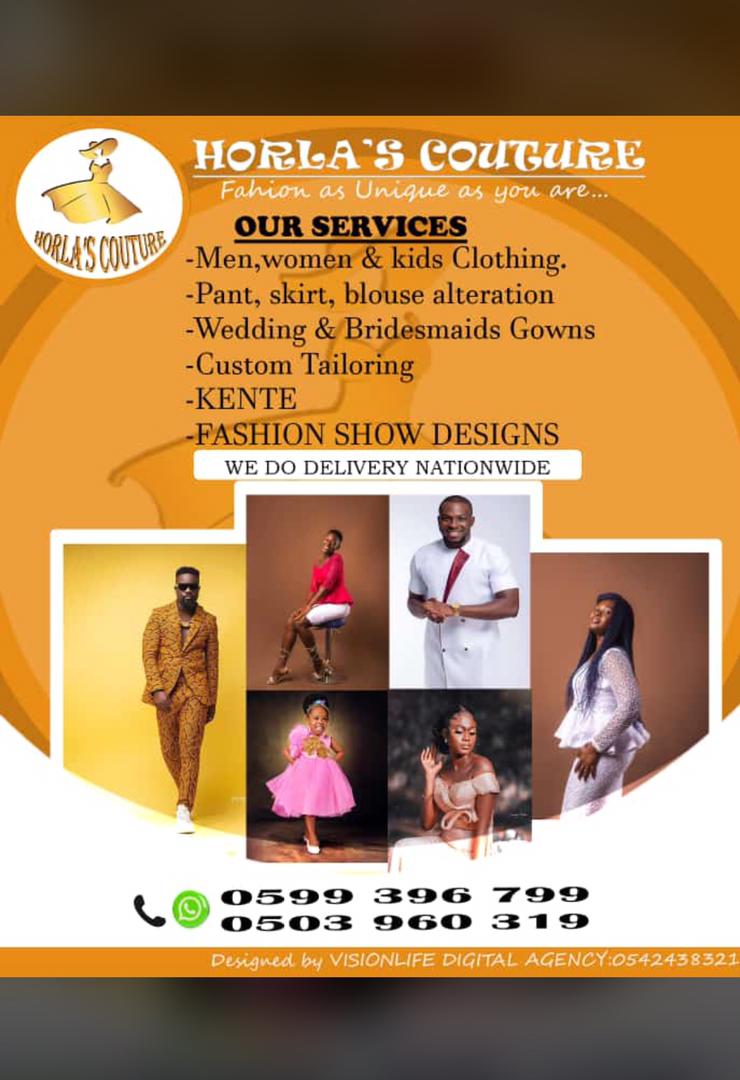 HORLA'S COUTURE
HORLA'S COUTURE
Fahion as Unique as you are...
OUR SERVICES
-Men,women & kids Clothing.
-Pant, skirt, blouse alteration
-Wedding & Bridesmaids Gowns
-Custom Tailoring
-KENTE
-FASHION SHOW DESIGNS
WE DO DELIVERY NATIONWIDE
0599 396 799
0503 960 319
Designed by VISIONLIFE DIGITAL AGENCY:0542438321